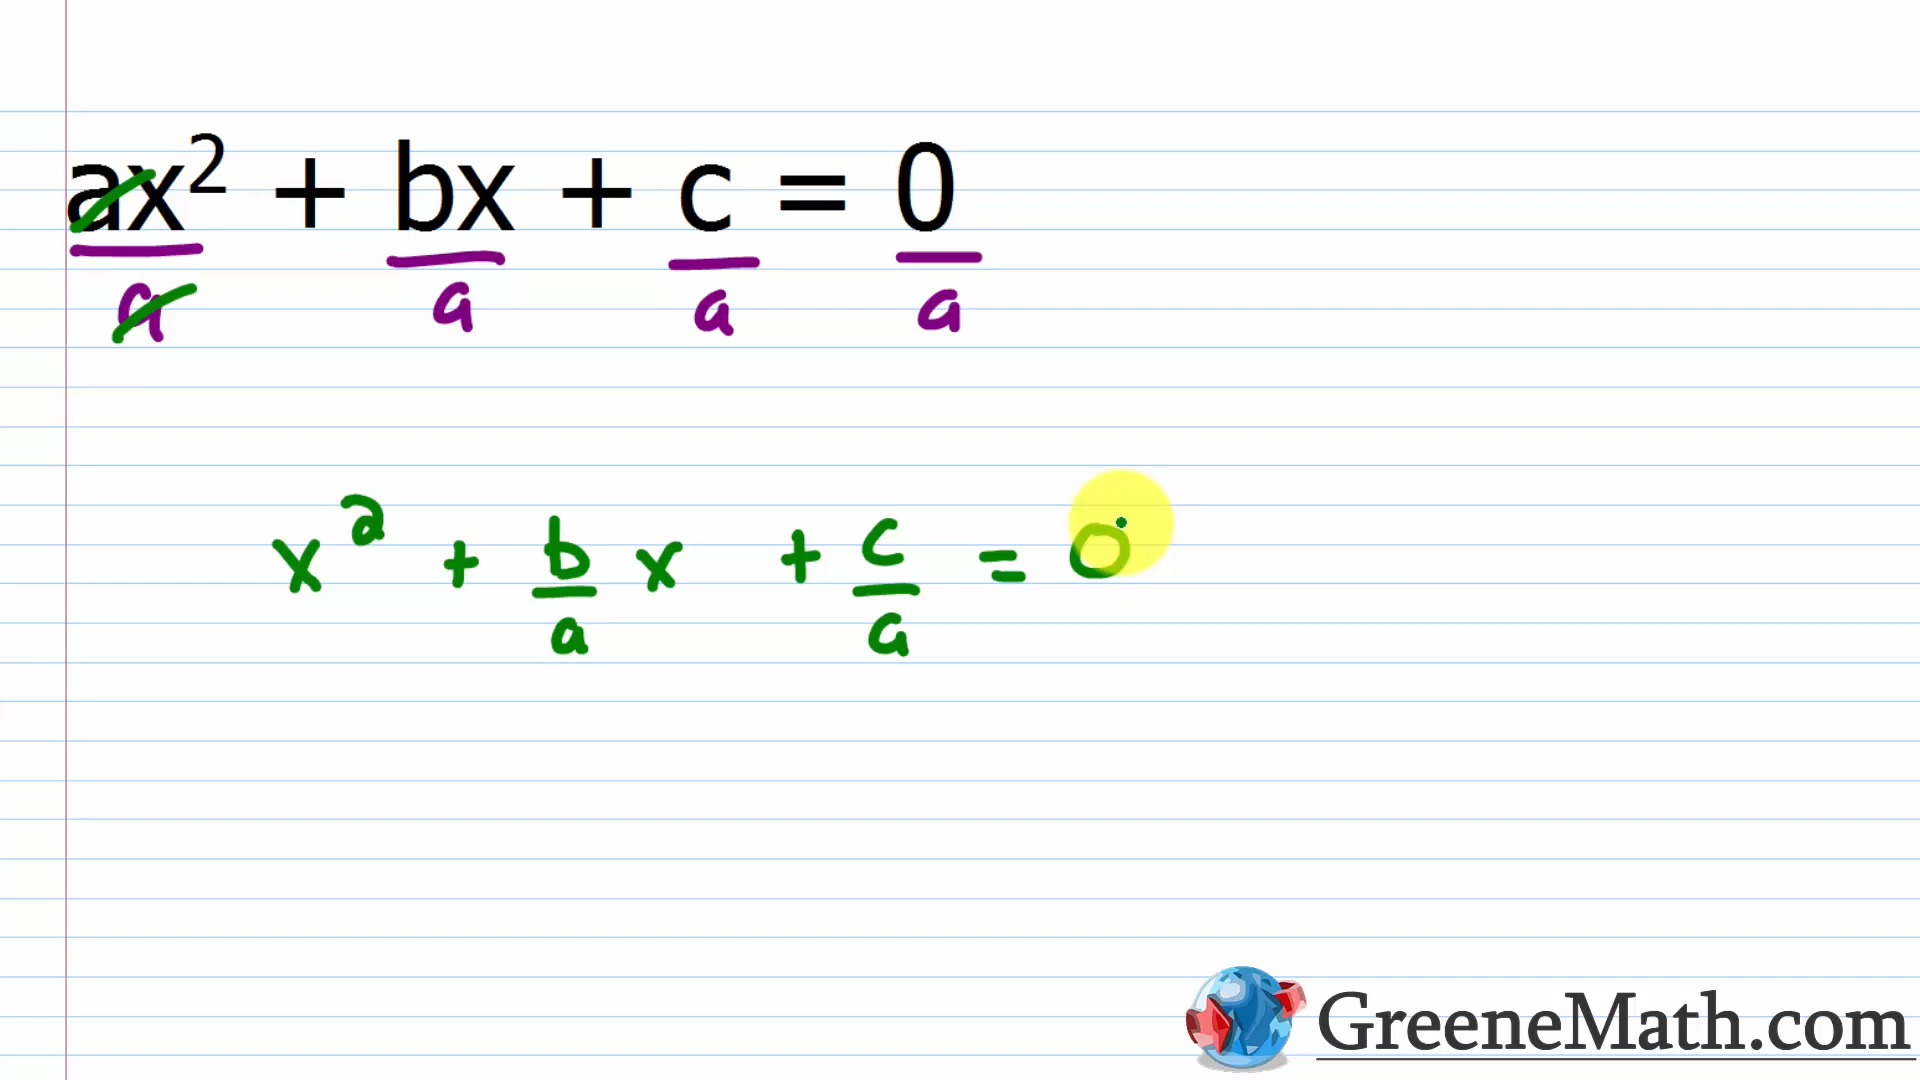 ax² + bx + c = 0
a a a a
x² + b/a x + c/a = 0
GreeneMath.com